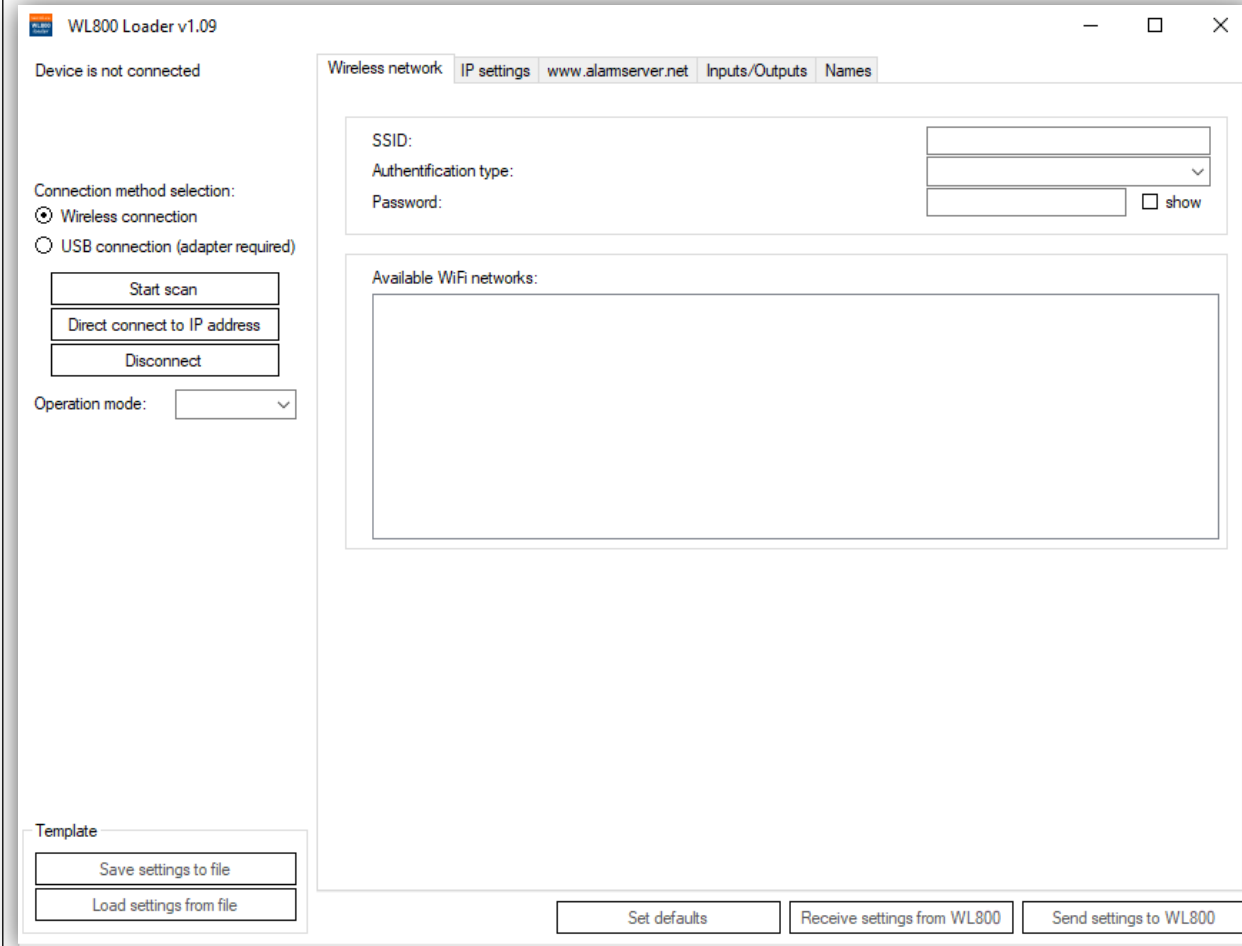 WL800 Loader v1.09
Device is not connected
Connection method selection:
Wireless connection
USB connection (adapter required)
Start scan
Direct connect to IP address
Disconnect
Operation mode:
Template
Save settings to file
Load settings from file
Wireless network IP settings www.alarmserver.net Inputs/Outputs Names
SSID:
Authentification type:
Password:
show
Available WiFi networks:
Set defaults Receive settings from WL800 Send settings to WL800